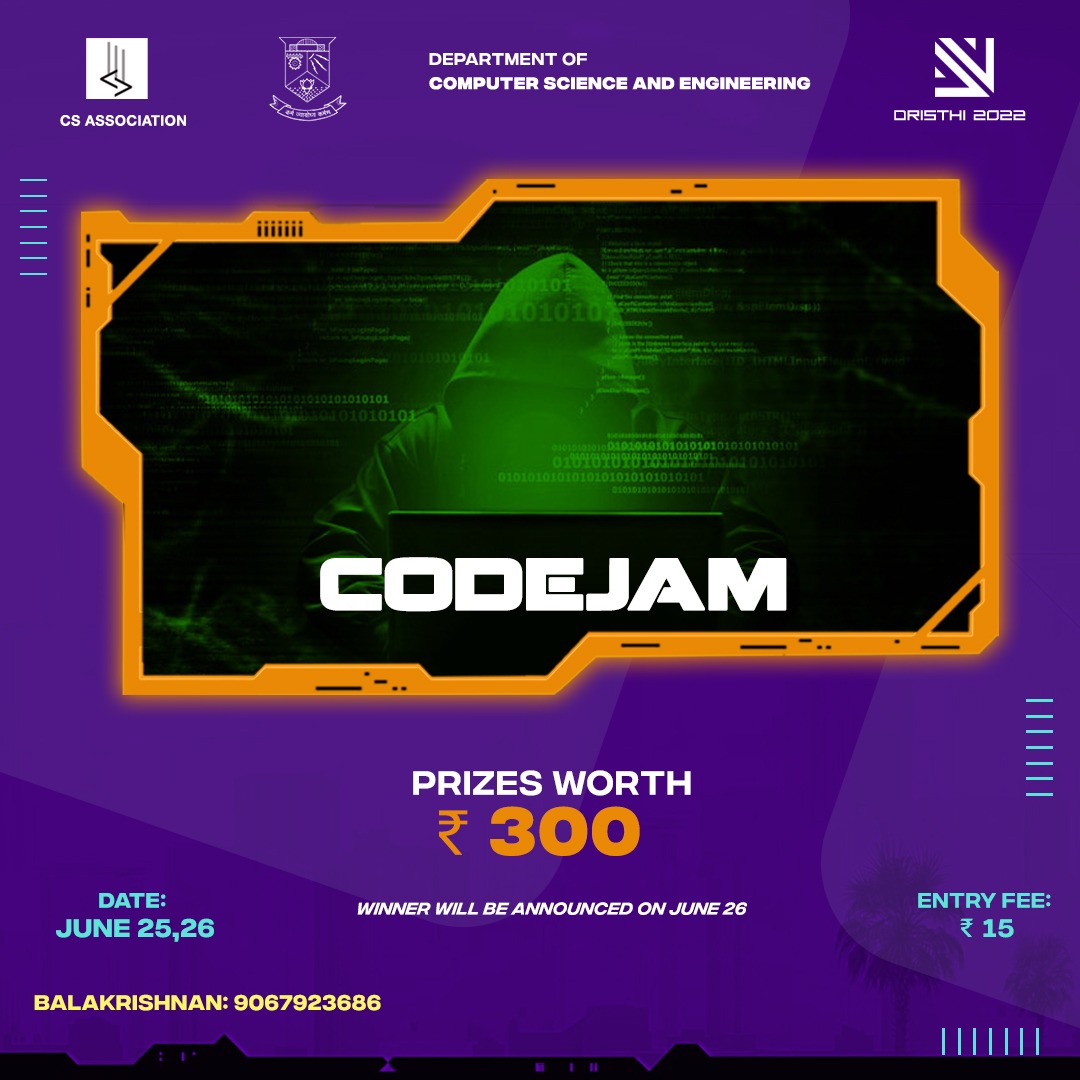 CS ASSOCIATION
DEPARTMENT OF
COMPUTER SCIENCE AND ENGINEERING
DRISTHI 2022
CODEJAM
PRIZES WORTH
₹ 300
WINNER WILL BE ANNOUNCED ON JUNE 26
DATE:
JUNE 25,26
ENTRY FEE:
₹ 15
BALAKRISHNAN: 9067923686